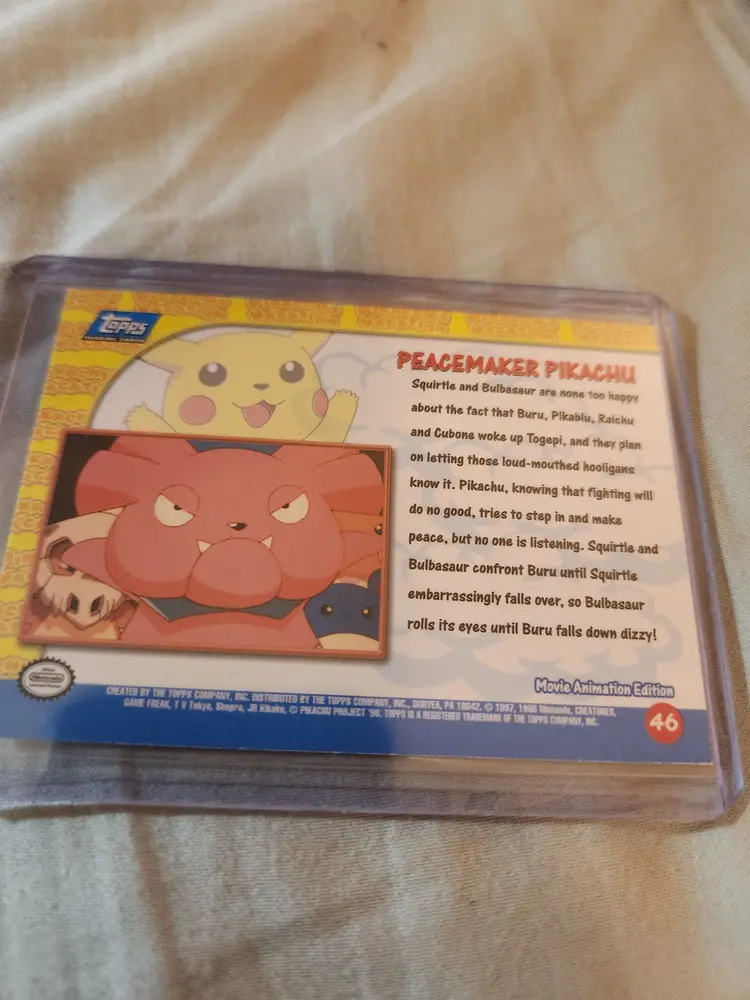 Topps
TRADING CARDS
PEACEMAKER PIKACHU
Squirtle and Bulbasaur are none too happy
about the fact that Buru, Pikablu, Raichu
and Cubone woke up Togepi, and they plan
on letting those loud-mouthed hooligans
know it. Pikachu, knowing that fighting will
do no good, tries to step in and make
peace, but no one is listening. Squirtle and
Bulbasaur confront Buru until Squirtle
embarrassingly falls over, so Bulbasaur
rolls its eyes until Buru falls down dizzy!
Movie Animation Edition
46
Nintendo
CREATED BY THE TOPPS COMPANY, INC. DISTRIBUTED BY THE TOPPS COMPANY, INC., DURYEA, PA 18642. © 1997, 1998 Nintendo, CREATURES,
GAME FREAK, T V Tokyo, Shopro, JR Kikaku. © PIKACHU PROJECT '98. TOPPS IS A REGISTERED TRADEMARK OF THE TOPPS COMPANY, INC.